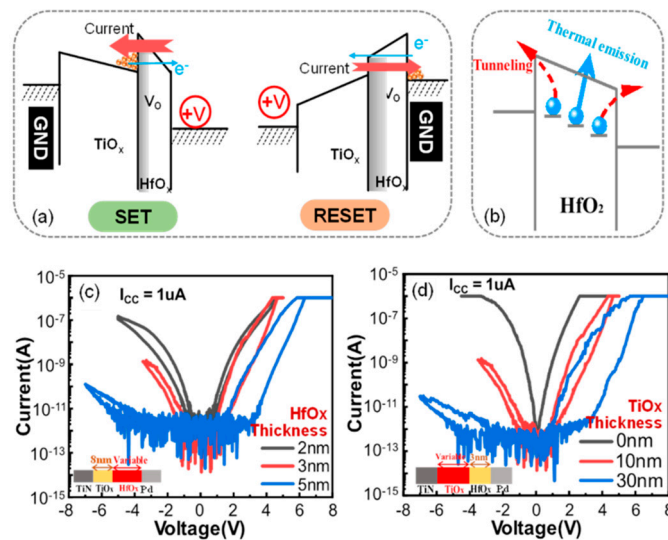 Current
e-
Vo
+V
GND
TiOx
HfOx
(a)
SET
e-
Current
+V
Vo
GND
TiOx
HfOx
RESET
Tunneling
Thermal emission
HfO2
(b)
10-5
10-7
10-9
10-11
10-13
10-15
Current(A)
(c)
ICC = 1uA
HfOx
Thickness
2nm
3nm
5nm
8nm
Variable
TiN TiOx HfOx Pd
-8 -6 -4 -2 0 2 4 6 8
Voltage(V)
10-5
10-7
10-9
10-11
10-13
10-15
Current(A)
(d)
ICC = 1uA
TiOx
Thickness
0nm
10nm
30nm
Variable
3nm
TiN TiOx HfOx Pd
-8 -6 -4 -2 0 2 4 6 8
Voltage(V)